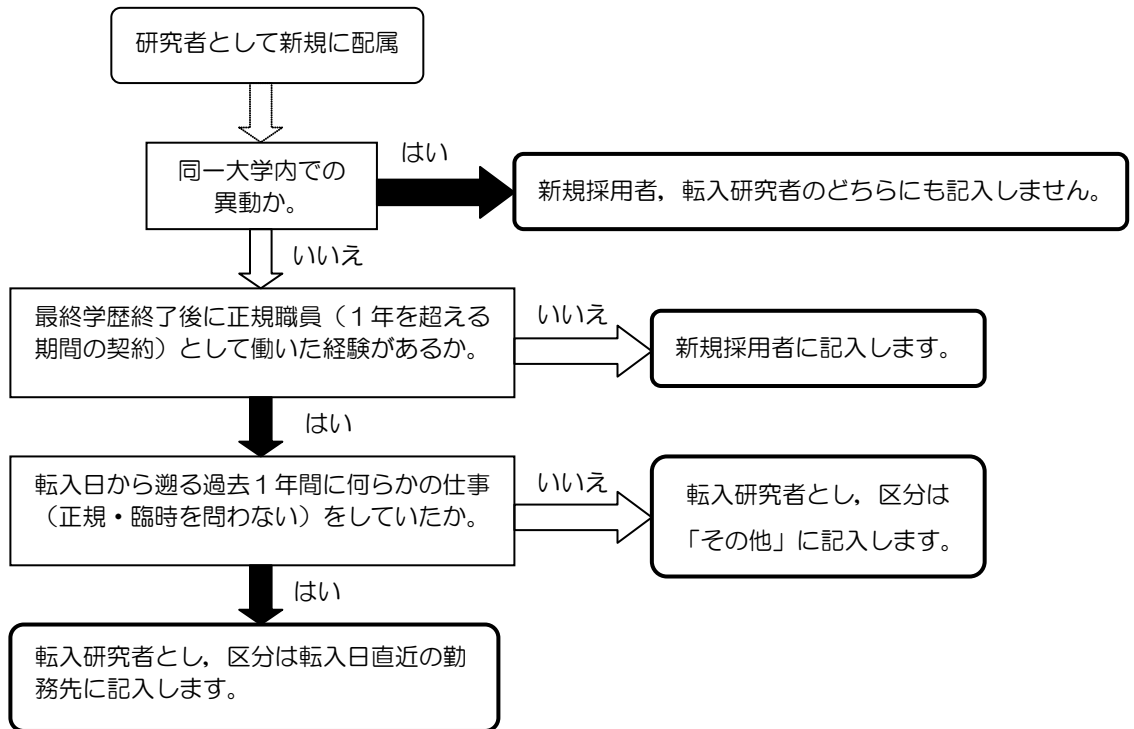 研究者として新規に配属
同一大学内での
異動か。
はい
新規採用者，転入研究者のどちらにも記入しません。
いいえ
最終学歴終了後に正規職員（１年を超える
期間の契約）として働いた経験があるか。
いいえ
新規採用者に記入します。
はい
転入日から遡る過去１年間に何らかの仕事
（正規・臨時を問わない）をしていたか。
いいえ
転入研究者とし，区分は
「その他」に記入します。
はい
転入研究者とし，区分は転入日直近の勤
務先に記入します。